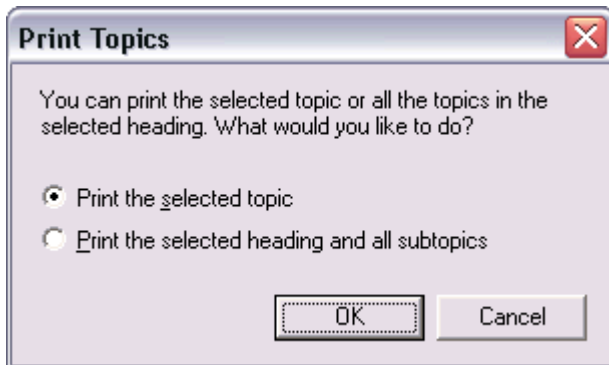 Print Topics
You can print the selected topic or all the topics in the
selected heading. What would you like to do?
Print the selected topic
Print the selected heading and all subtopics
OK
Cancel